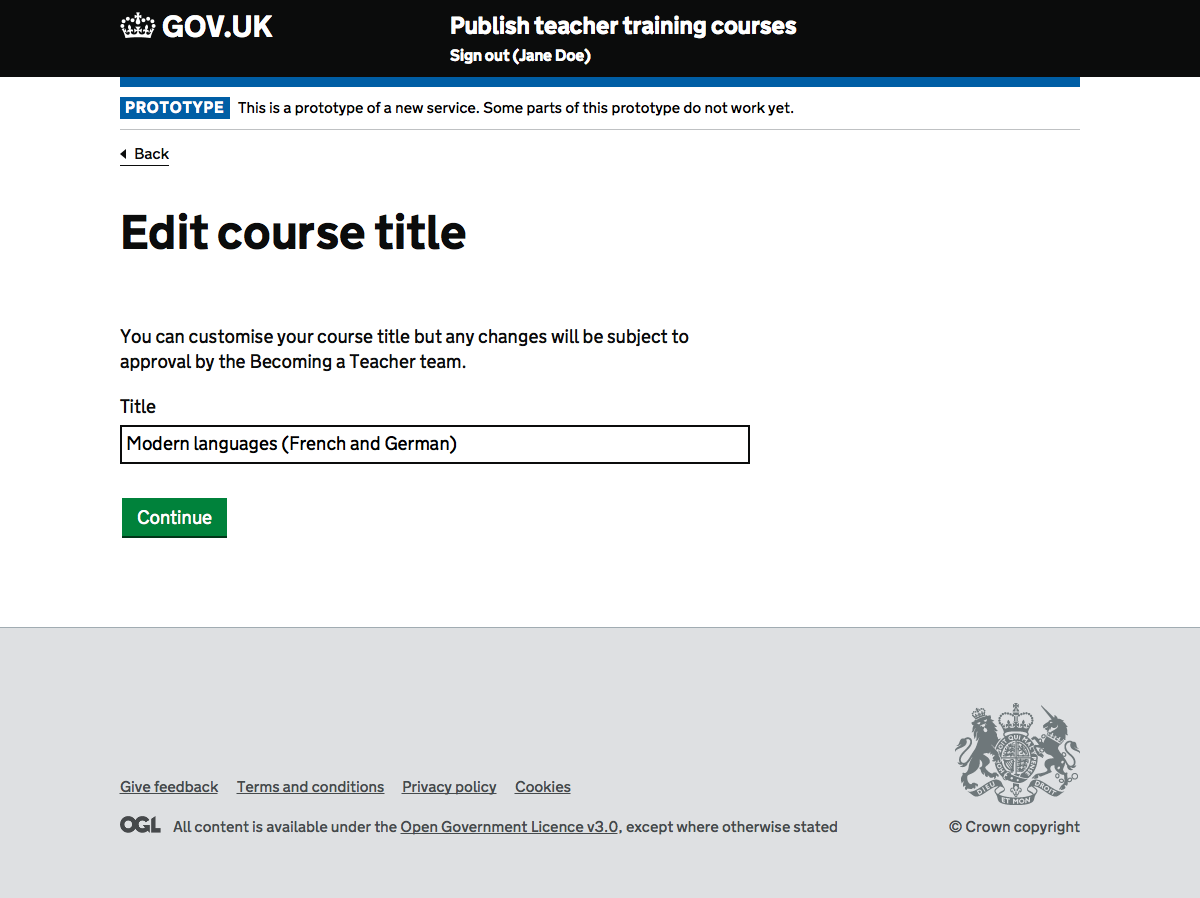 GOV.UK
Publish teacher training courses
Sign out (Jane Doe)
PROTOTYPE This is a prototype of a new service. Some parts of this prototype do not work yet.
Back
Edit course title
You can customise your course title but any changes will be subject to
approval by the Becoming a Teacher team.
Title
Modern languages (French and German)
Continue
Give feedback Terms and conditions Privacy policy Cookies
OGL All content is available under the Open Government Licence v3.0, except where otherwise stated
DIEU ET MON DROIT
© Crown copyright